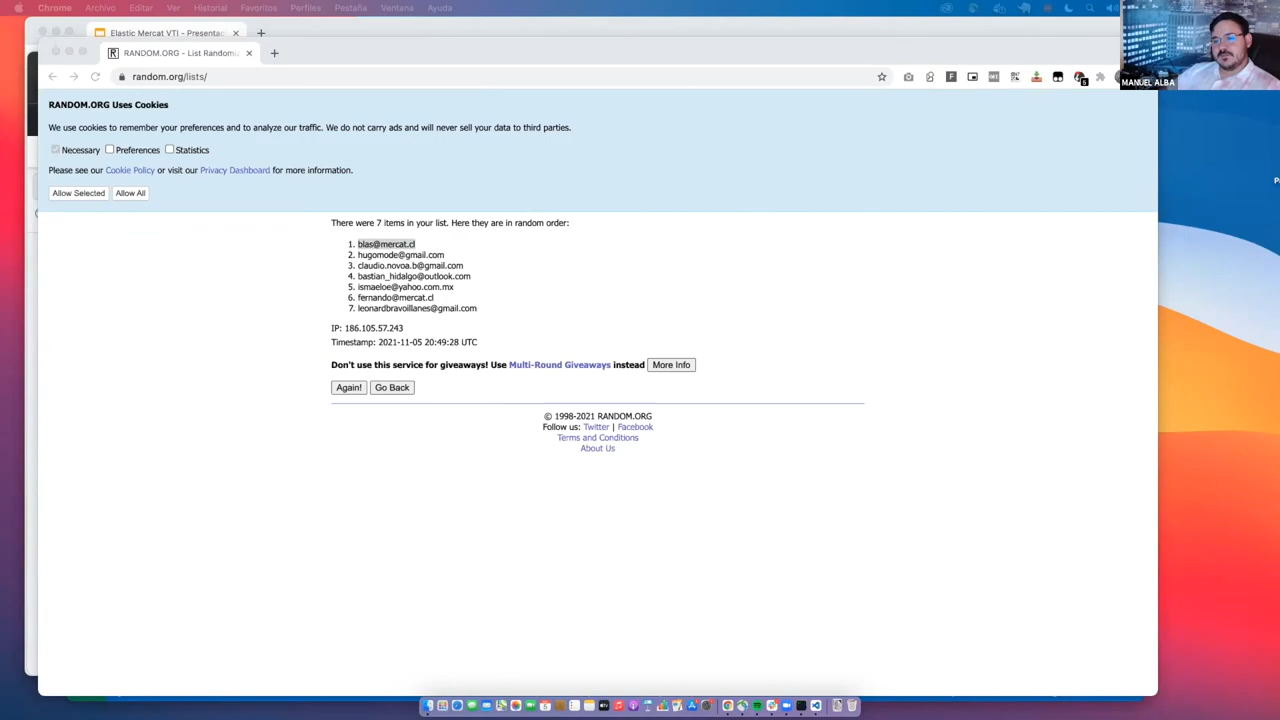 Chrome Archivo Editar Ver Historial Favoritos Perfiles Pestaña Ventana Ayuda
Elastic Mercat VTI - Presentac
RANDOM.ORG - List Randomiz
random.org/lists/
MANUEL ALBA
RANDOM.ORG Uses Cookies
We use cookies to remember your preferences and to analyze our traffic. We do not carry ads and will never sell your data to third parties.
Necessary Preferences Statistics
Please see our Cookie Policy or visit our Privacy Dashboard for more information.
Allow Selected Allow All
There were 7 items in your list. Here they are in random order:
1. blas@mercat.cl
2. hugomode@gmail.com
3. claudio.novoa.b@gmail.com
4. bastian_hidalgo@outlook.com
5. ismaeloe@yahoo.com.mx
6. fernando@mercat.cl
7. leonardbravoillanes@gmail.com
IP: 186.105.57.243
Timestamp: 2021-11-05 20:49:28 UTC
Don't use this service for giveaways! Use Multi-Round Giveaways instead More Info
Again! Go Back
© 1998-2021 RANDOM.ORG
Follow us: Twitter | Facebook
Terms and Conditions
About Us